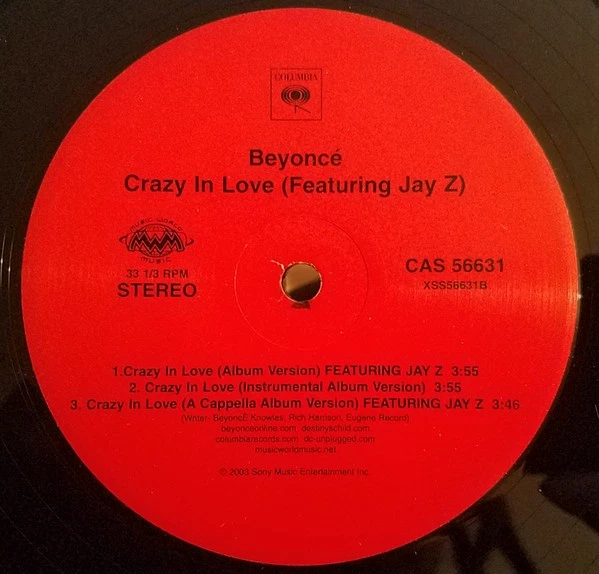 COLUMBIA
Beyoncé
Crazy In Love (Featuring Jay Z)
MUSIC WORLD
MWM
MUSIC
33 1/3 RPM
STEREO
CAS 56631
XSS56631B
1.Crazy In Love (Album Version) FEATURING JAY Z 3:55
2. Crazy In Love (Instrumental Album Version) 3:55
3. Crazy In Love (A Cappella Album Version) FEATURING JAY Z 3:46
(Writer- BeyoncÈ Knowles, Rich Harrison, Eugene Record)
beyonceonline.com destinyschild.com
columbiarecords.com dc-unplugged.com
musicworldmusic.net
© 2003 Sony Music Entertainment Inc.